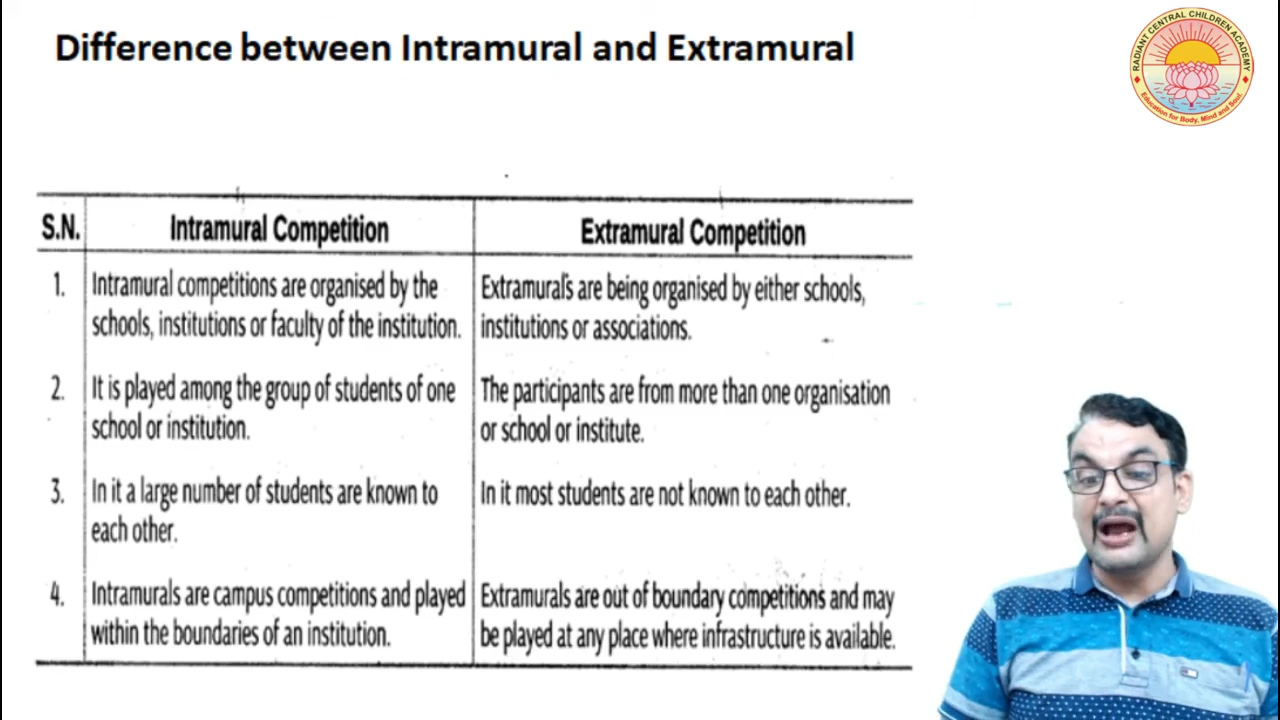 Difference between Intramural and Extramural
RADIANT CENTRAL CHILDREN ACADEMY
Education for Body, Mind and Soul.
S.N. Intramural Competition Extramural Competition
1. Intramural competitions are organised by the Extramural's are being organised by either schools,
schools, institutions or faculty of the institution. institutions or associations.
2. It is played among the group of students of one The participants are from more than one organisation
school or institution. or school or institute.
3. In it a large number of students are known to In it most students are not known to each other.
each other.
4. Intramurals are campus competitions and played Extramurals are out of boundary competitions and may
within the boundaries of an institution. be played at any place where infrastructure is available.